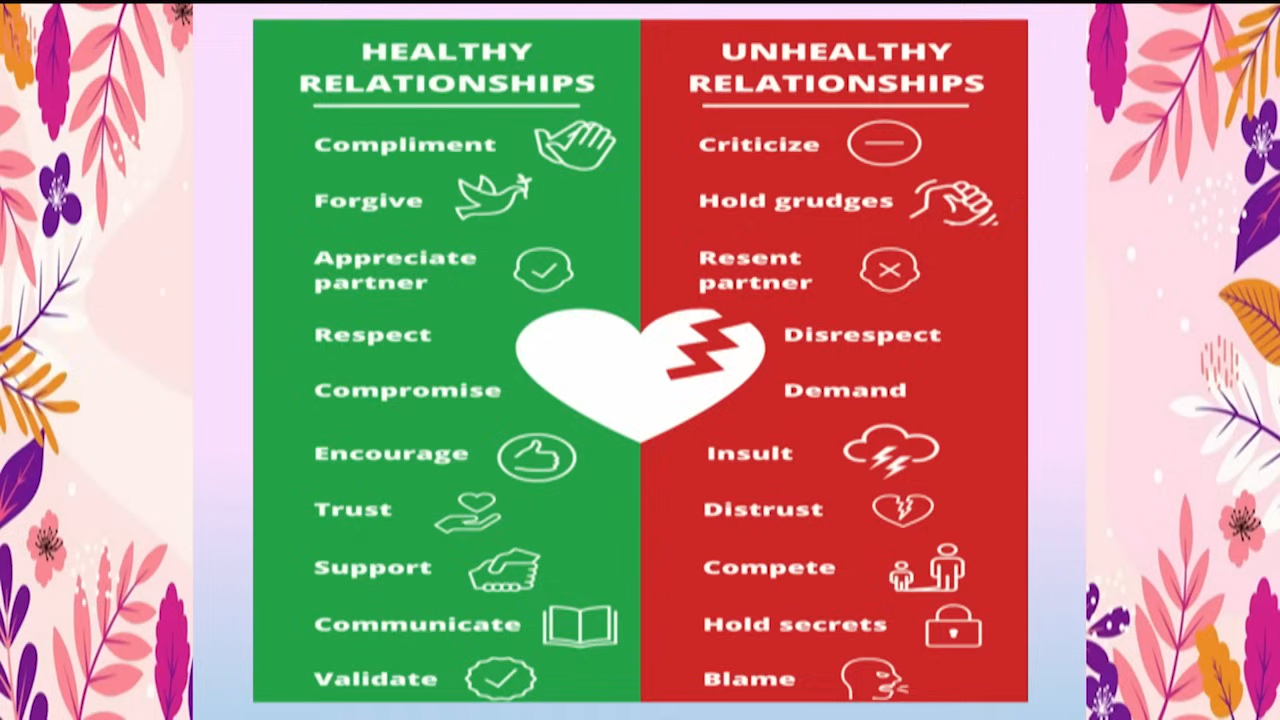 HEALTHY
RELATIONSHIPS
Compliment
Forgive
Appreciate
partner
Respect
Compromise
Encourage
Trust
Support
Communicate
Validate
UNHEALTHY
RELATIONSHIPS
Criticize
Hold grudges
Resent
partner
Disrespect
Demand
Insult
Distrust
Compete
Hold secrets
Blame